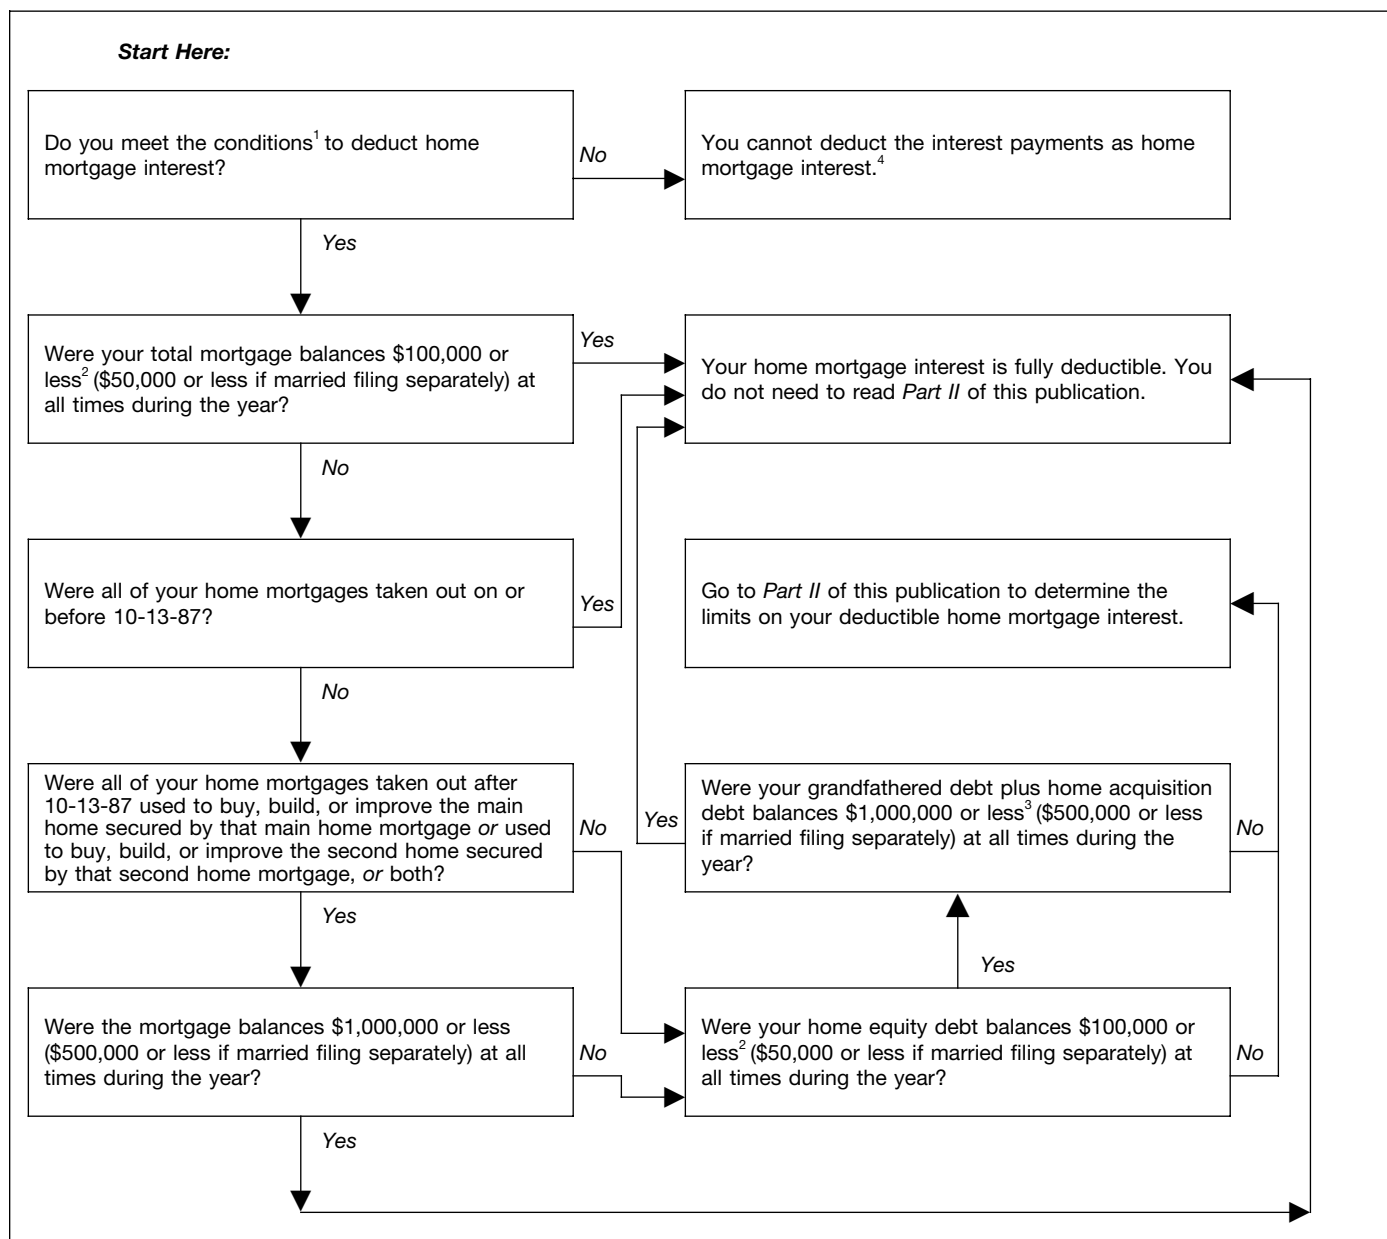 Start Here:
Do you meet the conditions1 to deduct home
mortgage interest?
No
You cannot deduct the interest payments as home
mortgage interest.4
Yes
Were your total mortgage balances $100,000 or
less2 ($50,000 or less if married filing separately) at
all times during the year?
Yes
Your home mortgage interest is fully deductible. You
do not need to read Part II of this publication.
No
Were all of your home mortgages taken out on or
before 10-13-87?
Yes
Go to Part II of this publication to determine the
limits on your deductible home mortgage interest.
No
Were all of your home mortgages taken out after
10-13-87 used to buy, build, or improve the main
home secured by that main home mortgage or used
to buy, build, or improve the second home secured
by that second home mortgage, or both?
No
Yes
Were your grandfathered debt plus home acquisition
debt balances $1,000,000 or less3 ($500,000 or less
if married filing separately) at all times during the
year?
No
Yes
Yes
Were the mortgage balances $1,000,000 or less
($500,000 or less if married filing separately) at all
times during the year?
No
Were your home equity debt balances $100,000 or
less2 ($50,000 or less if married filing separately) at
all times during the year?
No
Yes